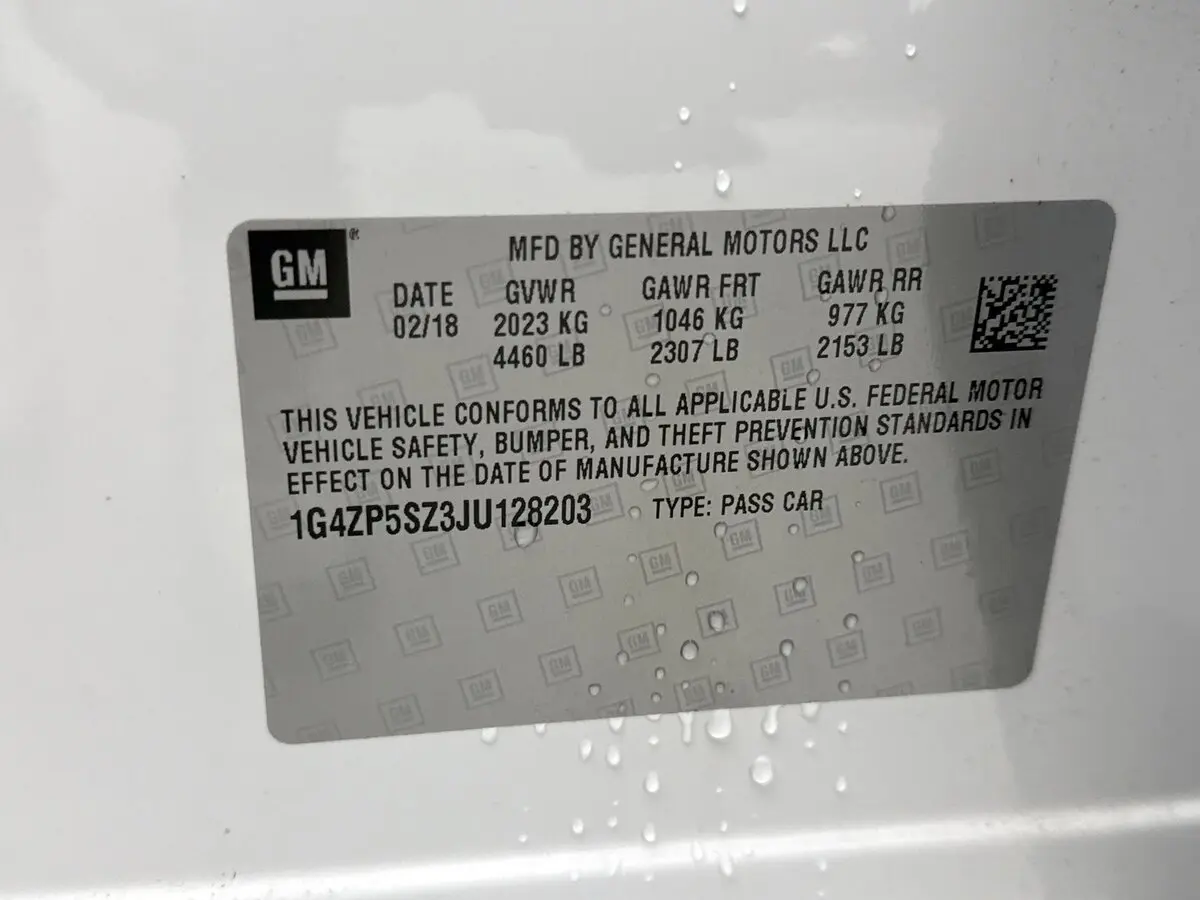 GM®
MFD BY GENERAL MOTORS LLC
DATE GVWR GAWR FRT GAWR RR
02/18 2023 KG 1046 KG 977 KG
4460 LB 2307 LB 2153 LB
THIS VEHICLE CONFORMS TO ALL APPLICABLE U.S. FEDERAL MOTOR
VEHICLE SAFETY, BUMPER, AND THEFT PREVENTION STANDARDS IN
EFFECT ON THE DATE OF MANUFACTURE SHOWN ABOVE.
1G4ZP5SZ3JU128203 TYPE: PASS CAR